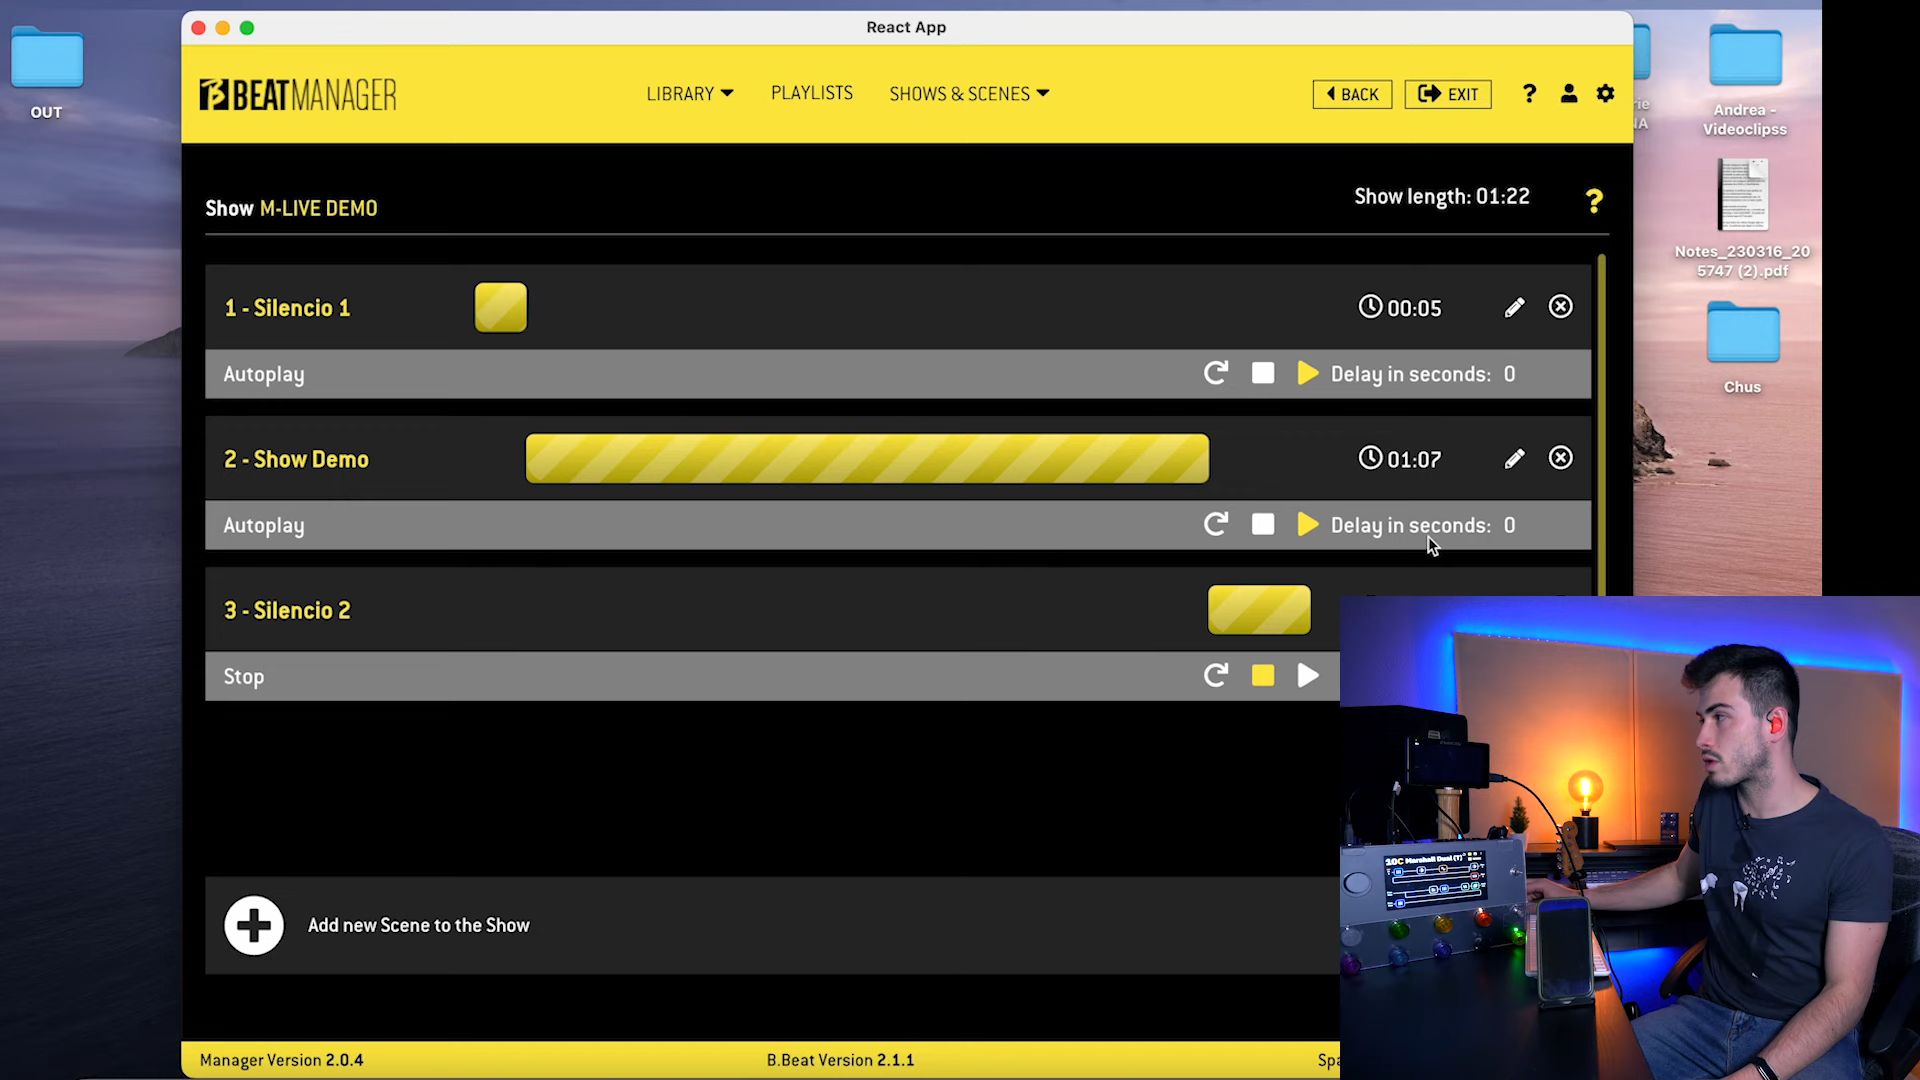 React App
OUT
BEATMANAGER
LIBRARY
PLAYLISTS
SHOWS & SCENES
BACK
EXIT
?
Andrea -
Videoclipss
Show M-LIVE DEMO
Show length: 01:22
?
Notes_230316_20
5747 (2).pdf
1 - Silencio 1
00:05
Autoplay
Delay in seconds: 0
Chus
2 - Show Demo
01:07
Autoplay
Delay in seconds: 0
3 - Silencio 2
Stop
Add new Scene to the Show
20C Marshall Dual (T)
Manager Version 2.0.4
B.Beat Version 2.1.1